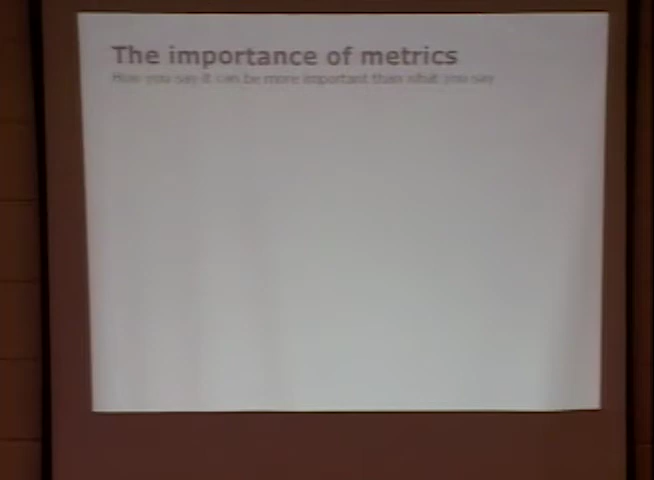 The importance of metrics
How you say it can be more important than what you say